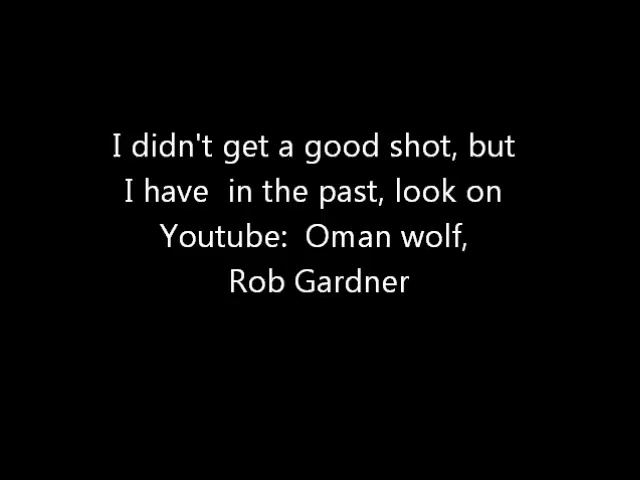 I didn't get a good shot, but
I have  in the past, look on
Youtube:  Oman wolf,
Rob Gardner